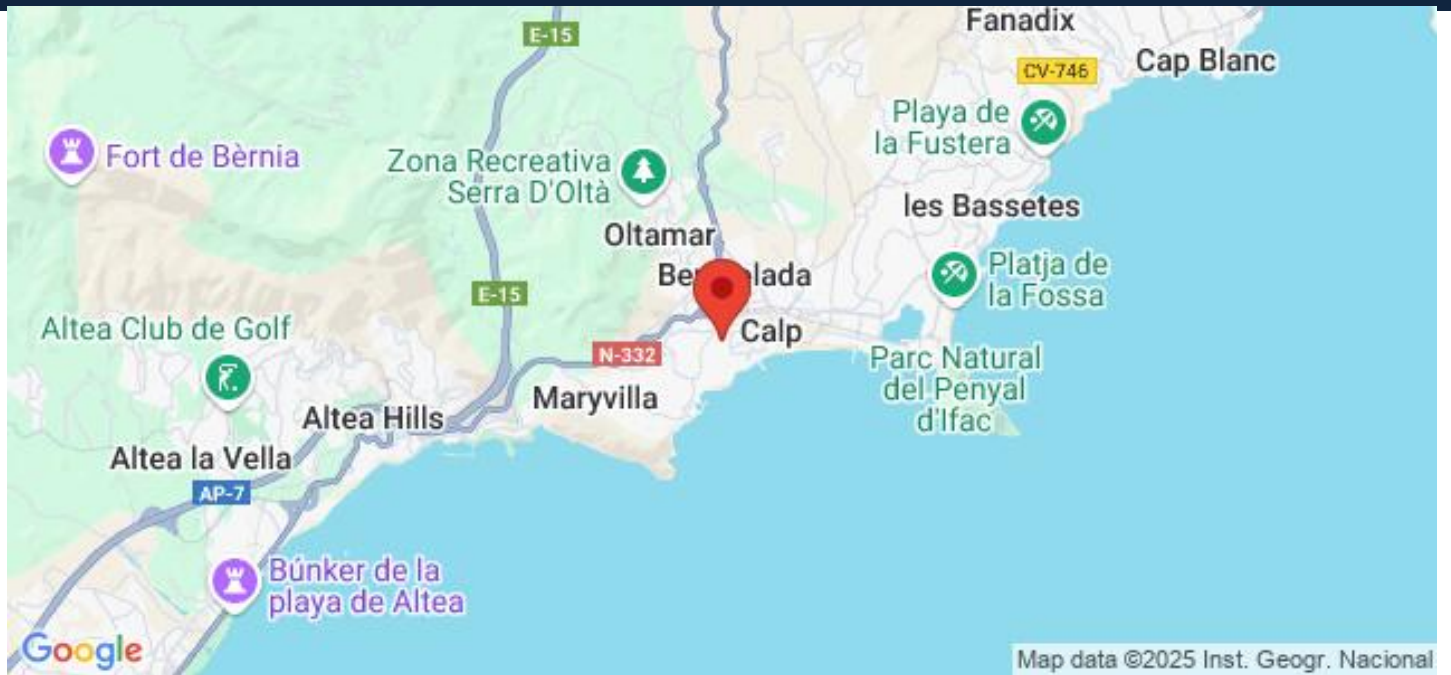 Fanadix
E-15
Cap Blanc
CV-746
Playa de
la Fustera
Fort de Bèrnia
Zona Recreativa
Serra D'Oltà
les Bassetes
Oltamar
Platja de
la Fossa
E-15
Altea Club de Golf
Calp
N-332
Parc Natural
del Penyal
d'Ifac
Maryvilla
Altea Hills
Altea la Vella
AP-7
Búnker de la
playa de Altea
Google
Map data ©2025 Inst. Geogr. Nacional